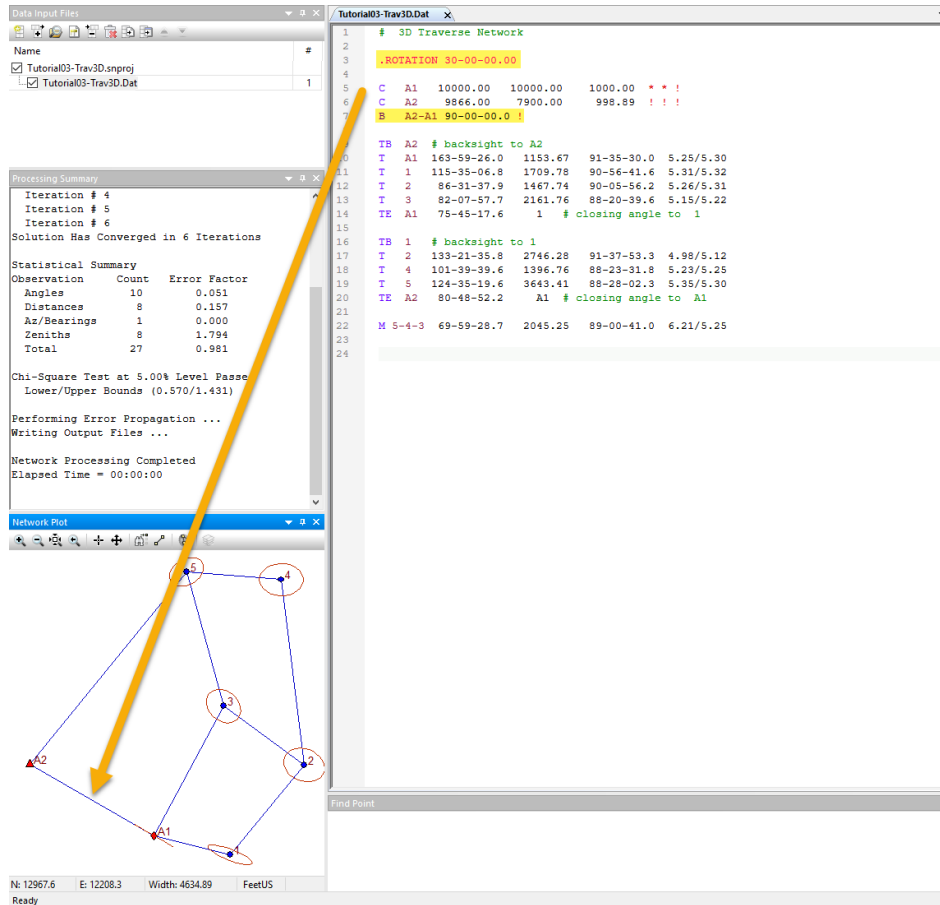 Data Input Files
Name #
Tutorial03-Trav3D.snproj
Tutorial03-Trav3D.Dat 1
Processing Summary
Iteration # 4
Iteration # 5
Iteration # 6
Solution Has Converged in 6 Iterations
Statistical Summary
Observation Count Error Factor
Angles 10 0.051
Distances 8 0.157
Az/Bearings 1 0.000
Zeniths 8 1.794
Total 27 0.981
Chi-Square Test at 5.00% Level Passe
Lower/Upper Bounds (0.570/1.431)
Performing Error Propagation ...
Writing Output Files ...
Network Processing Completed
Elapsed Time = 00:00:00
Network Plot
5
4
3
2
A2
A1
1
N: 12967.6 E: 12208.3 Width: 4634.89 FeetUS
Ready
Tutorial03-Trav3D.Dat x
1 # 3D Traverse Network
2
3 .ROTATION 30-00-00.00
4
5 C A1 10000.00 10000.00 1000.00 * * !
6 C A2 9866.00 7900.00 998.89 ! ! !
7 B A2-A1 90-00-00.0 !
9 TB A2 # backsight to A2
10 T A1 163-59-26.0 1153.67 91-35-30.0 5.25/5.30
11 T 1 115-35-06.8 1709.78 90-56-41.6 5.31/5.32
12 T 2 86-31-37.9 1467.74 90-05-56.2 5.26/5.31
13 T 3 82-07-57.7 2161.76 88-20-39.6 5.15/5.22
14 TE A1 75-45-17.6 1 # closing angle to 1
15
16 TB 1 # backsight to 1
17 T 2 133-21-35.8 2746.28 91-37-53.3 4.98/5.12
18 T 4 101-39-39.6 1396.76 88-23-31.8 5.23/5.25
19 T 5 124-35-19.6 3643.41 88-28-02.3 5.35/5.30
20 TE A2 80-48-52.2 A1 # closing angle to A1
21
22 M 5-4-3 69-59-28.7 2045.25 89-00-41.0 6.21/5.25
23
24
Find Point